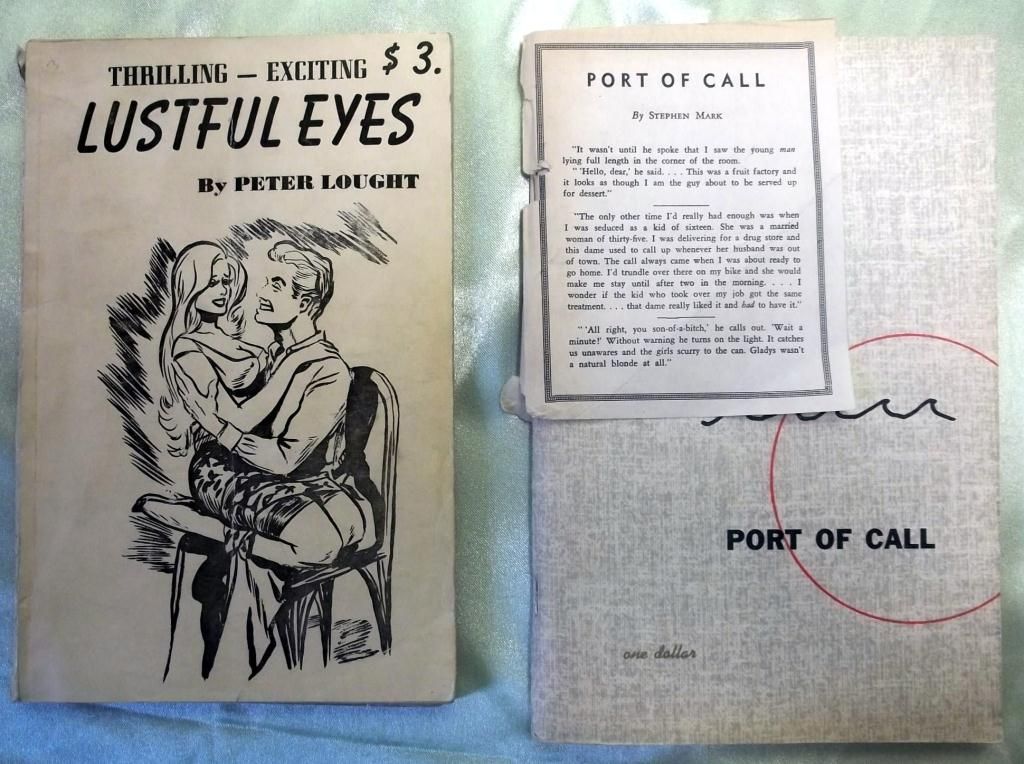 THRILLING — EXCITING $ 3.
LUSTFUL EYES
By PETER LOUGHT
PORT OF CALL
By STEPHEN MARK
"It wasn't until he spoke that I saw the young man
lying full length in the corner of the room.
" 'Hello, dear,' he said. . . . This was a fruit factory and
it looks as though I am the guy about to be served up
for dessert."
"The only other time I'd really had enough was when
I was seduced as a kid of sixteen. She was a married
woman of thirty-five. I was delivering for a drug store and
this dame used to call up whenever her husband was out
of town. The call always came when I was about ready to
go home. I'd trundle over there on my bike and she would
make me stay until after two in the morning. . . . I
wonder if the kid who took over my job got the same
treatment. . . . that dame really liked it and had to have it."
" 'All right, you son-of-a-bitch,' he calls out. 'Wait a
minute!' Without warning he turns on the light. It catches
us unawares and the girls scurry to the can. Gladys wasn't
a natural blonde at all."
PORT OF CALL
one dollar